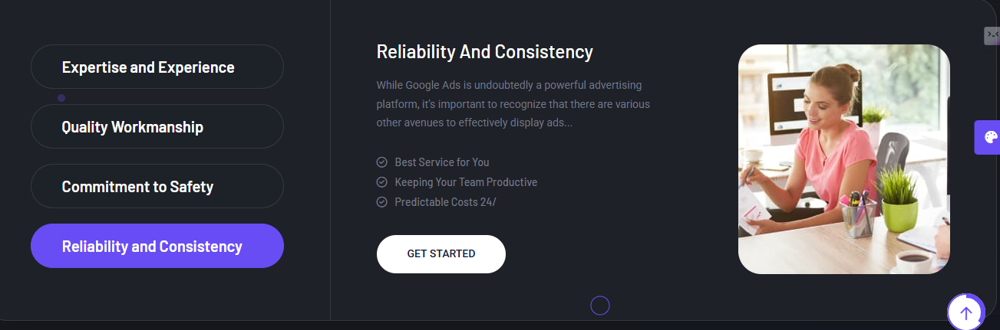 Expertise and Experience
Quality Workmanship
Commitment to Safety
Reliability and Consistency
Reliability And Consistency
While Google Ads is undoubtedly a powerful advertising
platform, it's important to recognize that there are various
other avenues to effectively display ads...
Best Service for You
Keeping Your Team Productive
Predictable Costs 24/
GET STARTED